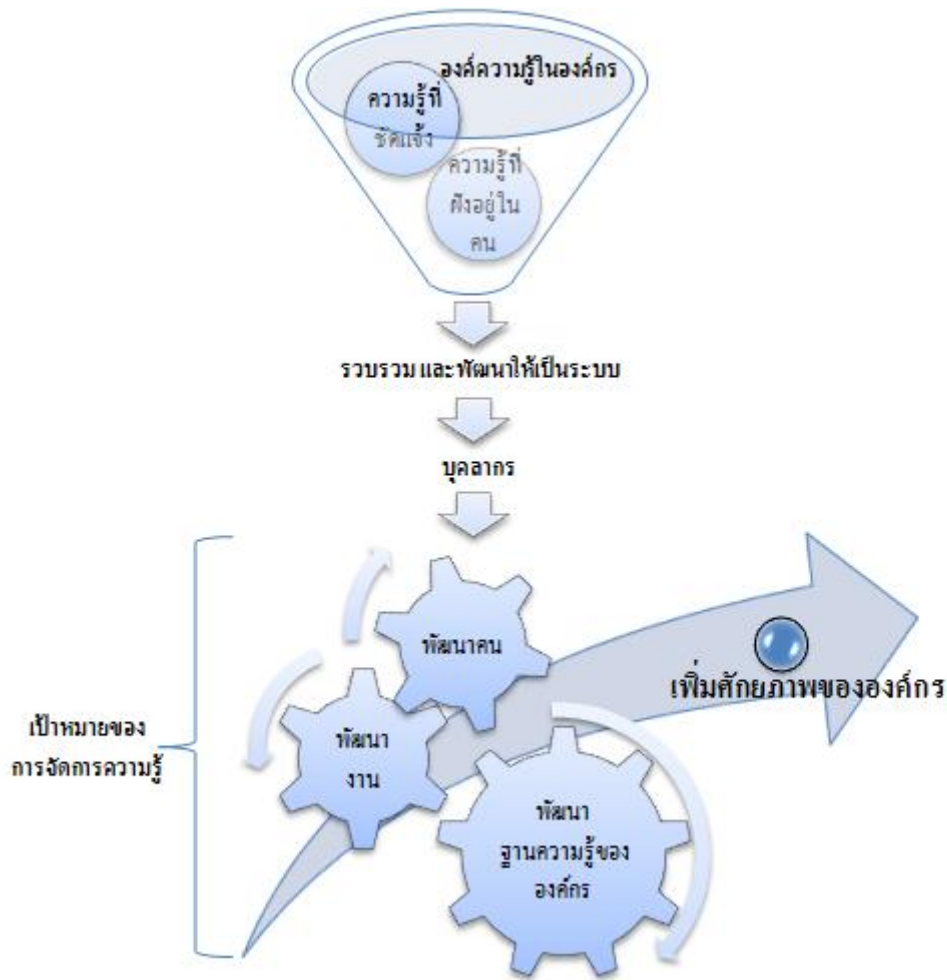 องค์ความรู้ในองค์กร
ความรู้ที่
ชัดแจ้ง
ความรู้ที่
ฝังอยู่ใน
คน
รวบรวม และพัฒนาให้เป็นระบบ
บุคลากร
พัฒนาคน
เพิ่มศักยภาพขององค์กร
เป้าหมายของ
การจัดการความรู้
พัฒนา
งาน
พัฒนา
ฐานความรู้ของ
องค์กร